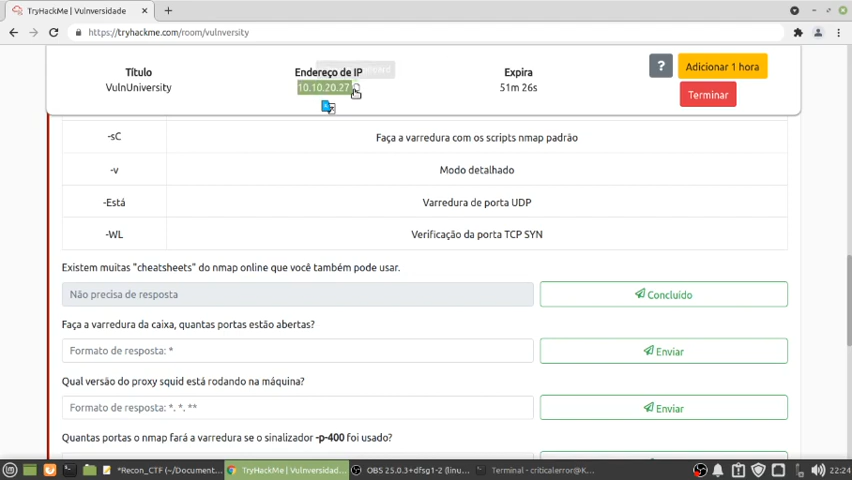 TryHackMe | Vulnversidade
https://tryhackme.com/room/vulnversity
Título
Endereço de IP
Expira
VulnUniversity
10.10.20.27
51m 26s
?
Adicionar 1 hora
Terminar
-sC
Faça a varredura com os scripts nmap padrão
-v
Modo detalhado
-Está
Varredura de porta UDP
-WL
Verificação da porta TCP SYN
Existem muitas "cheatsheets" do nmap online que você também pode usar.
Não precisa de resposta
Concluído
Faça a varredura da caixa, quantas portas estão abertas?
Formato de resposta: *
Enviar
Qual versão do proxy squid está rodando na máquina?
Formato de resposta: *. *. **
Enviar
Quantas portas o nmap fará a varredura se o sinalizador -p-400 foi usado?
*Recon_CTF (~/Document...
TryHackMe | Vulnversidad...
OBS 25.0.3+dfsg1-2 (linu...
Terminal - criticalerror@K...
22:24